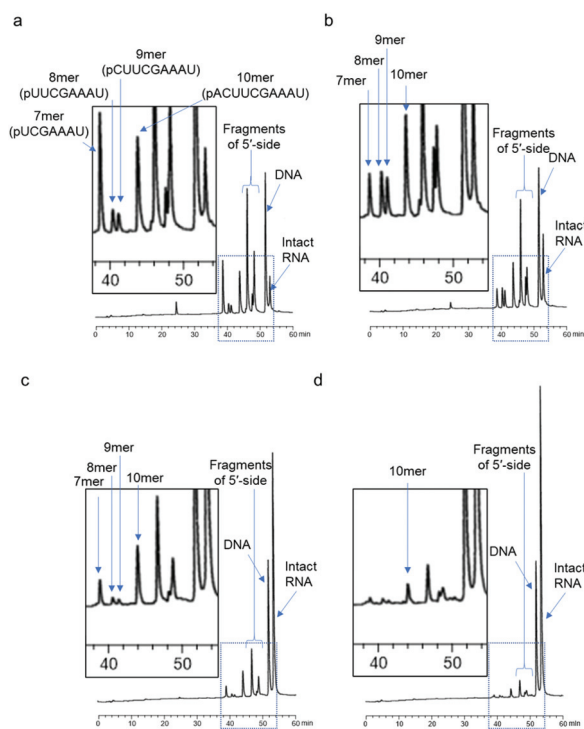 a
9mer
(pCUUCGAAAU)
8mer
(pUUCGAAAU)
10mer
(pACUUCGAAAU)
7mer
(pUCGAAAU)
Fragments
of 5′-side
DNA
Intact
RNA
40 50
0 10 20 30 40 50 60 min
b
9mer
8mer
7mer
10mer
Fragments
of 5′-side
DNA
Intact
RNA
40 50
0 10 20 30 40 50 60 min
c
9mer
8mer
7mer
10mer
Fragments
of 5′-side
DNA
Intact
RNA
40 50
0 10 20 30 40 50 60 min
d
10mer
Fragments
of 5′-side
DNA
Intact
RNA
40 50
0 10 20 30 40 50 60 min